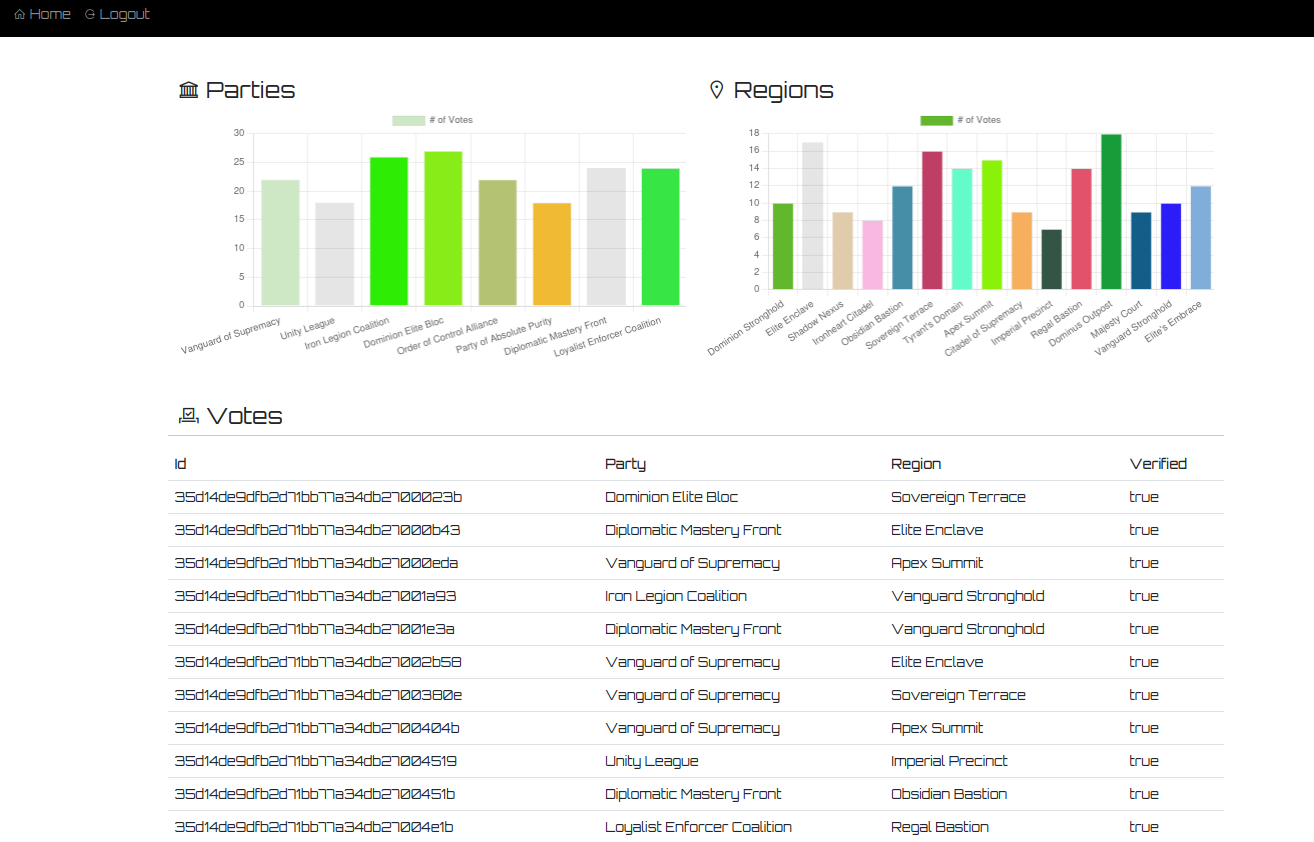 Home Logout
Parties
# of Votes
30
25
20
15
10
5
0
Vanguard of Supremacy
Unity League
Iron Legion Coalition
Dominion Elite Bloc
Order of Control Alliance
Party of Absolute Purity
Diplomatic Mastery Front
Loyalist Enforcer Coalition
Regions
# of Votes
18
16
14
12
10
8
6
4
2
0
Dominion Stronghold
Elite Enclave
Shadow Nexus
Ironheart Citadel
Obsidian Bastion
Sovereign Terrace
Tyrant's Domain
Apex Summit
Citadel of Supremacy
Imperial Precinct
Regal Bastion
Dominus Outpost
Majesty Court
Vanguard Stronghold
Elite's Embrace
Votes
Id Party Region Verified
35d14de9dfb2d71bb77a34db2700023b Dominion Elite Bloc Sovereign Terrace true
35d14de9dfb2d71bb77a34db27000b43 Diplomatic Mastery Front Elite Enclave true
35d14de9dfb2d71bb77a34db27000eda Vanguard of Supremacy Apex Summit true
35d14de9dfb2d71bb77a34db27001a93 Iron Legion Coalition Vanguard Stronghold true
35d14de9dfb2d71bb77a34db27001e3a Diplomatic Mastery Front Vanguard Stronghold true
35d14de9dfb2d71bb77a34db27002b58 Vanguard of Supremacy Elite Enclave true
35d14de9dfb2d71bb77a34db2700380e Vanguard of Supremacy Sovereign Terrace true
35d14de9dfb2d71bb77a34db2700404b Vanguard of Supremacy Apex Summit true
35d14de9dfb2d71bb77a34db27004519 Unity League Imperial Precinct true
35d14de9dfb2d71bb77a34db2700451b Diplomatic Mastery Front Obsidian Bastion true
35d14de9dfb2d71bb77a34db27004e1b Loyalist Enforcer Coalition Regal Bastion true